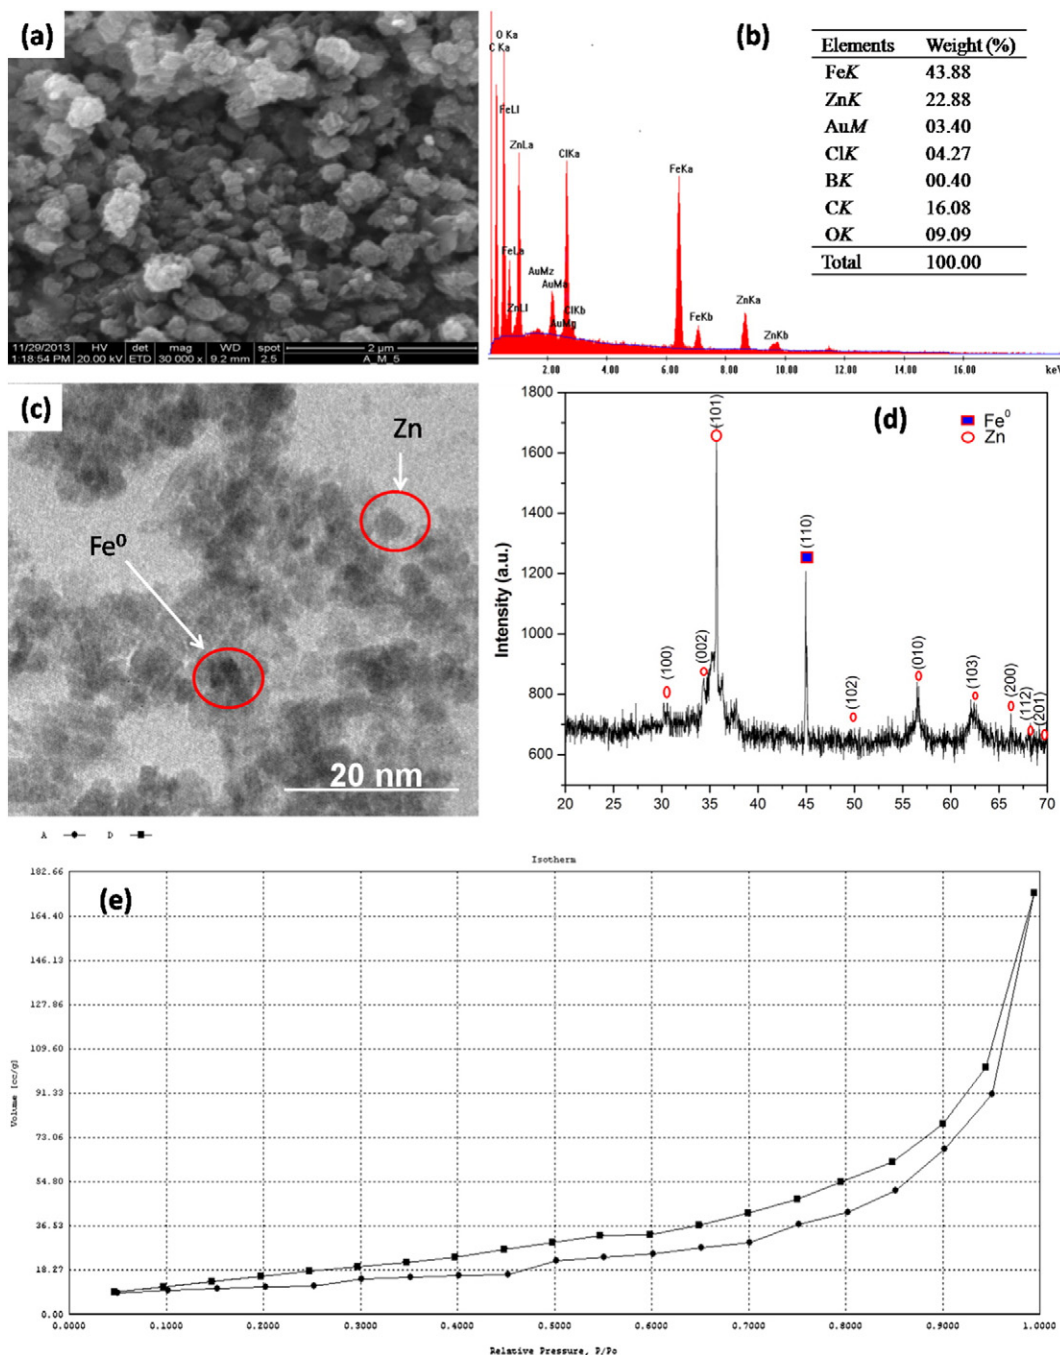 (a)
11/29/2013 HV det mag WD spot 2 µm
1:18:54 PM 20.00 kV ETD 30 000 x 9.2 mm 2.5 A_M_5
(b)
C Ka
O Ka
FeLl
ZnLa
FeLa
ZnLl
AuMz
AuMa
ClKa
ClKb
FeKa
FeKb
ZnKa
ZnKb
2.00 4.00 6.00 8.00 10.00 12.00 14.00 16.00 keV
Elements Weight (%)
FeK 43.88
ZnK 22.88
AuM 03.40
ClK 04.27
BK 00.40
CK 16.08
OK 09.09
Total 100.00
(c)
Zn
Fe⁰
20 nm
(d)
Fe⁰
Zn
Intensity (a.u.)
1800
1600
1400
1200
1000
800
600
(100)
(002)
(101)
(110)
(102)
(010)
(103)
(200)
(112)
(201)
20 25 30 35 40 45 50 55 60 65 70
A D
Isotherm
(e)
Volume [cc/g]
182.66
164.40
146.13
127.86
109.60
91.33
73.06
54.80
36.53
18.27
0.00
0.0000 0.1000 0.2000 0.3000 0.4000 0.5000 0.6000 0.7000 0.8000 0.9000 1.0000
Relative Pressure, P/Po